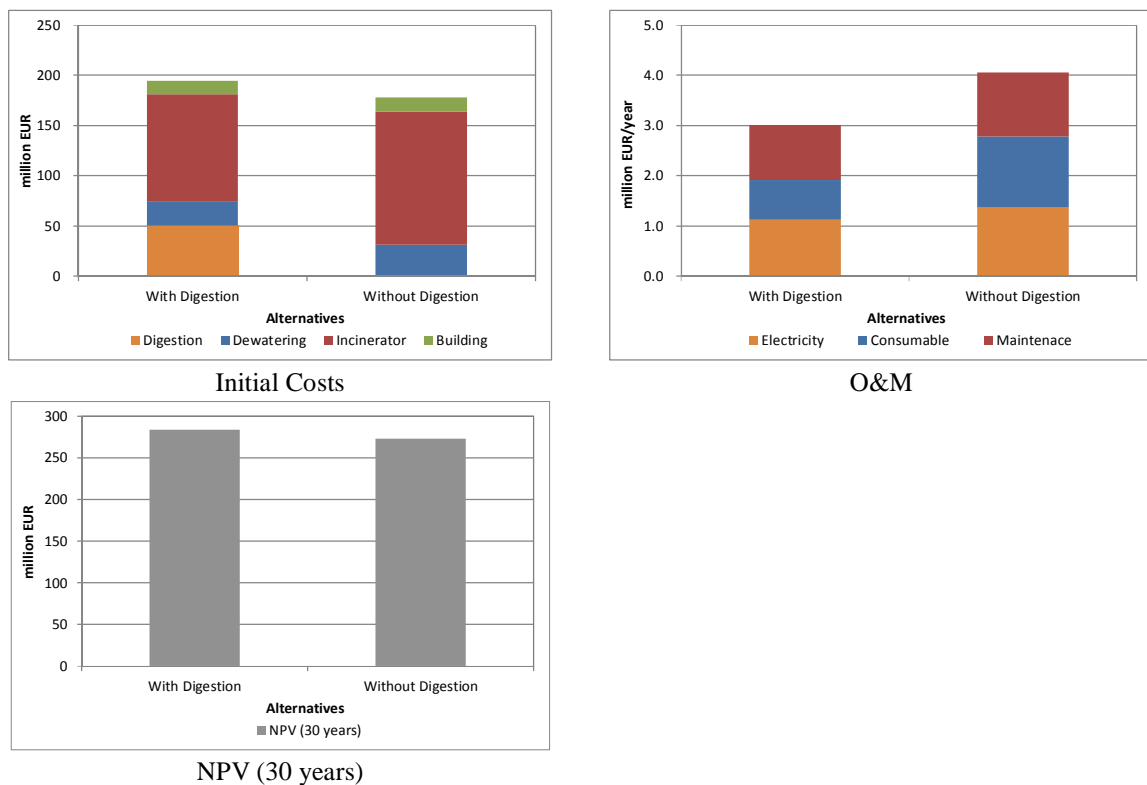 250
200
150
100
50
0
million EUR
With Digestion Without Digestion
Alternatives
Digestion Dewatering Incinerator Building
Initial Costs
5.0
4.0
3.0
2.0
1.0
0.0
million EUR/year
With Digestion Without Digestion
Alternatives
Electricity Consumable Maintenace
O&M
300
250
200
150
100
50
0
million EUR
With Digestion Without Digestion
Alternatives
NPV (30 years)
NPV (30 years)